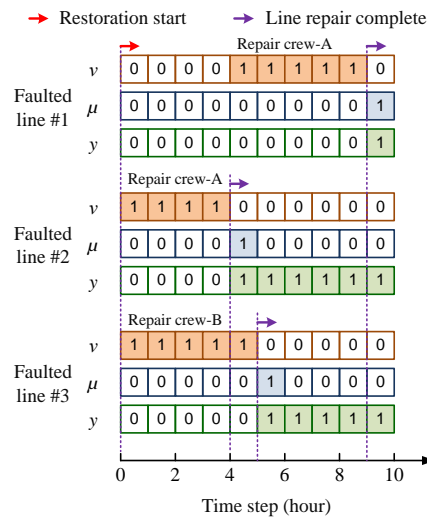 Restoration start Line repair complete
Repair crew-A
v 0 0 0 0 1 1 1 1 1 0
Faulted line #1
μ 0 0 0 0 0 0 0 0 0 1
y 0 0 0 0 0 0 0 0 0 1
Repair crew-A
v 1 1 1 1 0 0 0 0 0 0
Faulted line #2
μ 0 0 0 0 1 0 0 0 0 0
y 0 0 0 0 1 1 1 1 1 1
Repair crew-B
v 1 1 1 1 1 0 0 0 0 0
Faulted line #3
μ 0 0 0 0 0 1 0 0 0 0
y 0 0 0 0 0 1 1 1 1 1
0 2 4 6 8 10
Time step (hour)